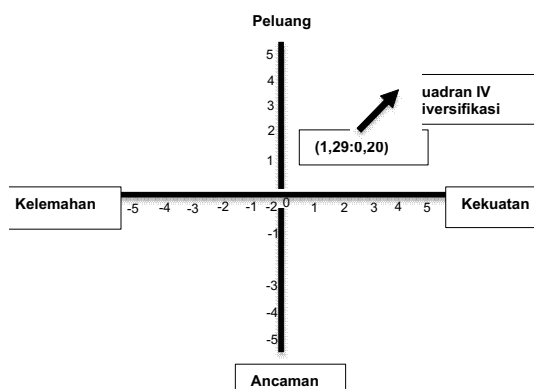 Peluang
5
4
3
2
1
uadran IV
iversifikasi
(1,29:0,20)
Kelemahan
-5 -4 -3 -2 -1 -2 0 1 2 3 4 5
Kekuatan
-1
-3
-4
-5
Ancaman